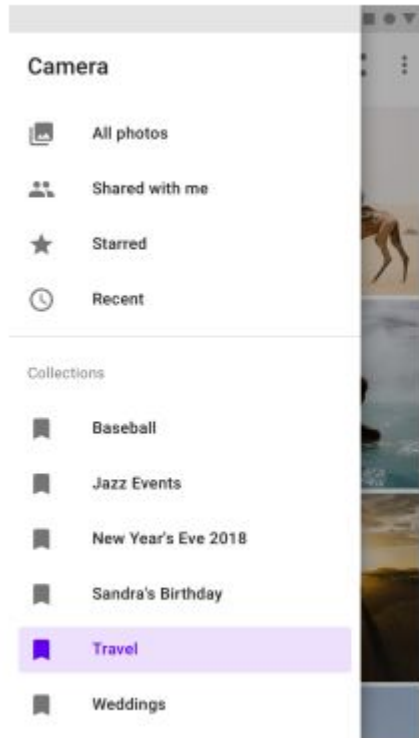 Camera
All photos
Shared with me
Starred
Recent
Collections
Baseball
Jazz Events
New Year's Eve 2018
Sandra's Birthday
Travel
Weddings